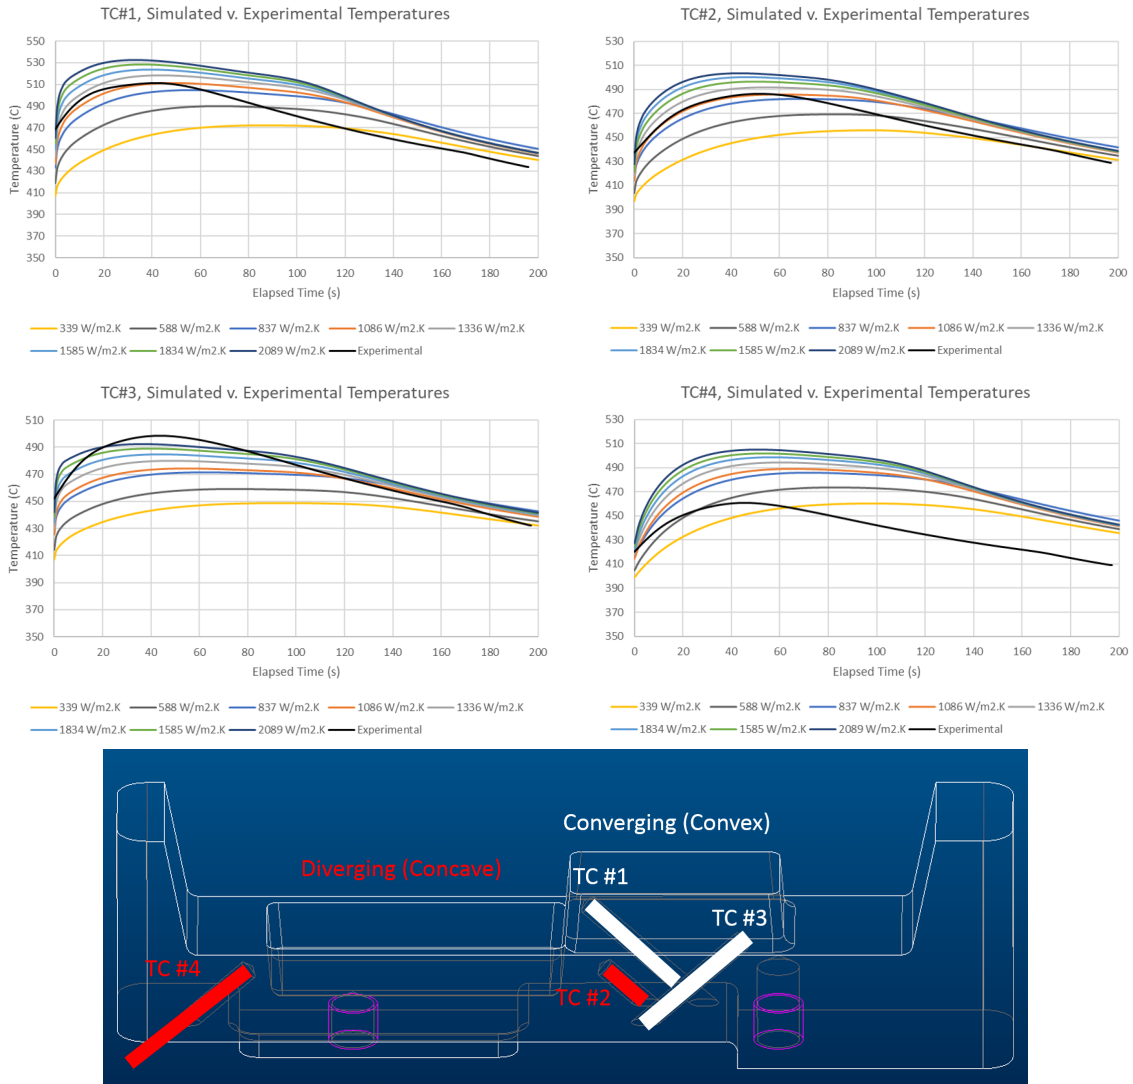 TC#1, Simulated v. Experimental Temperatures
550
530
510
490
470
450
430
410
390
370
350
Temperature (C)
0 20 40 60 80 100 120 140 160 180 200
Elapsed Time (s)
339 W/m2.K 588 W/m2.K 837 W/m2.K 1086 W/m2.K 1336 W/m2.K
1585 W/m2.K 1834 W/m2.K 2089 W/m2.K Experimental
TC#2, Simulated v. Experimental Temperatures
530
510
490
470
450
430
410
390
370
350
Temperature (C)
0 20 40 60 80 100 120 140 160 180 200
Elapsed Time (s)
339 W/m2.K 588 W/m2.K 837 W/m2.K 1086 W/m2.K 1336 W/m2.K
1834 W/m2.K 1585 W/m2.K 2089 W/m2.K Experimental
TC#3, Simulated v. Experimental Temperatures
510
490
470
450
430
410
390
370
350
Temperature (C)
0 20 40 60 80 100 120 140 160 180 200
Elapsed Time (s)
339 W/m2.K 588 W/m2.K 837 W/m2.K 1086 W/m2.K 1336 W/m2.K
1834 W/m2.K 1585 W/m2.K 2089 W/m2.K Experimental
TC#4, Simulated v. Experimental Temperatures
530
510
490
470
450
430
410
390
370
350
Temperature (C)
0 20 40 60 80 100 120 140 160 180 200
Elapsed Time (s)
339 W/m2.K 588 W/m2.K 837 W/m2.K 1086 W/m2.K 1336 W/m2.K
1834 W/m2.K 1585 W/m2.K 2089 W/m2.K Experimental
Converging (Convex)
Diverging (Concave)
TC #1
TC #3
TC #4
TC #2